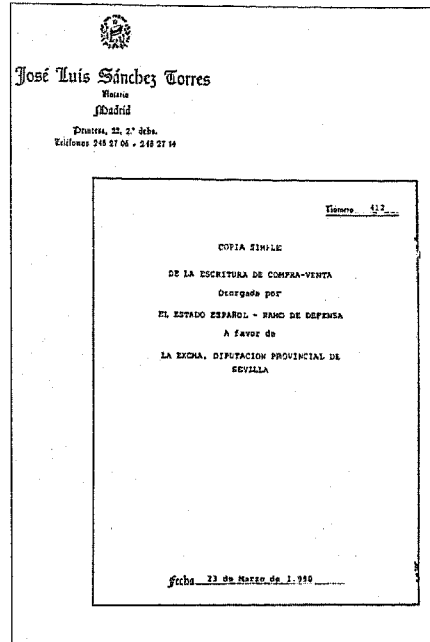 José Luis Sánchez Torres
Notario
Madrid
Princesa, 22, 2.º dcha.
Teléfonos 248 27 06 - 248 27 14
Número 412
COPIA SIMPLE
DE LA ESCRITURA DE COMPRA-VENTA
Otorgada por
EL ESTADO ESPAÑOL - RAMO DE DEFENSA
A favor de
LA EXCMA. DIPUTACION PROVINCIAL DE
SEVILLA
Fecha 23 de Marzo de 1.990